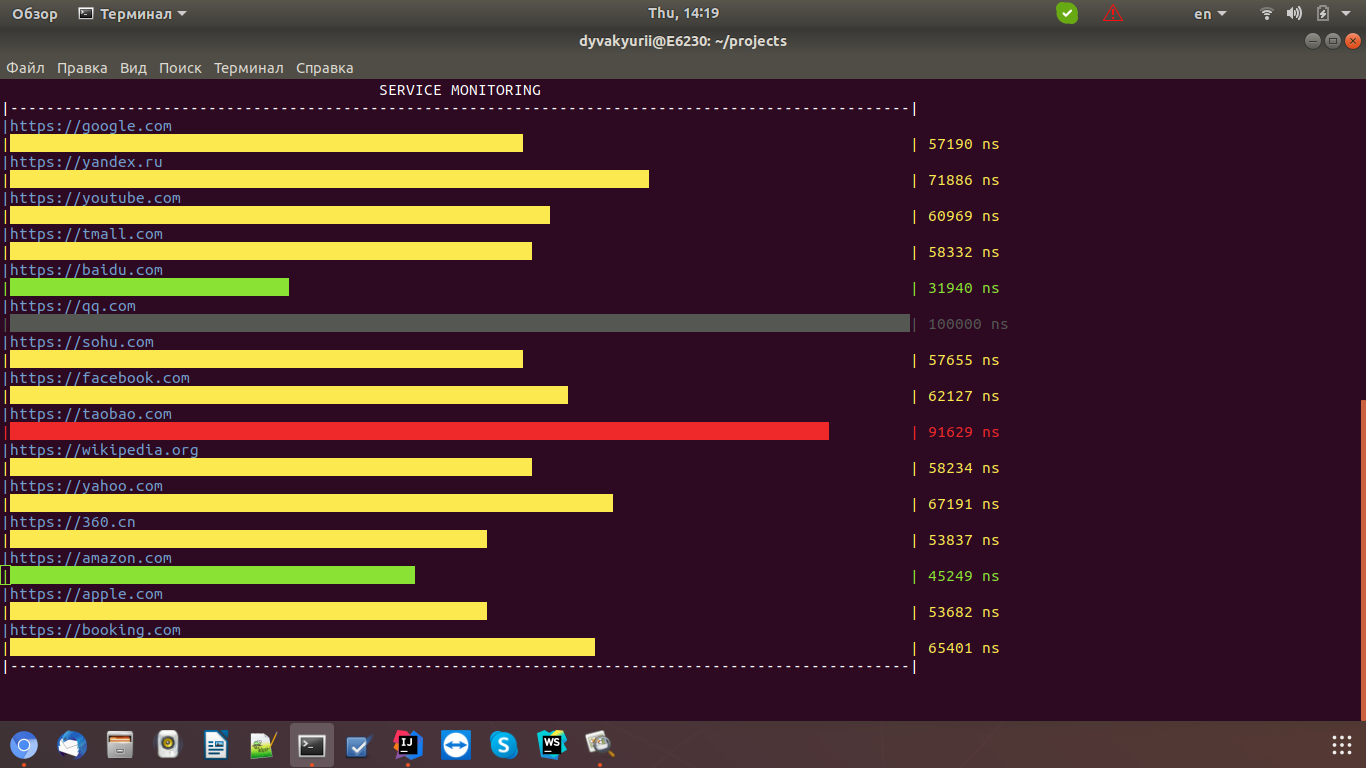 Обзор Терминал Thu, 14:19 en
dyvakyurii@E6230: ~/projects
Файл Правка Вид Поиск Терминал Справка
SERVICE MONITORING
|----------------------------------------------------------------------------------------------------|
|https://google.com
| | 57190 ns
|https://yandex.ru
| | 71886 ns
|https://youtube.com
| | 60969 ns
|https://tmall.com
| | 58332 ns
|https://baidu.com
| | 31940 ns
|https://qq.com
| | 100000 ns
|https://sohu.com
| | 57655 ns
|https://facebook.com
| | 62127 ns
|https://taobao.com
| | 91629 ns
|https://wikipedia.org
| | 58234 ns
|https://yahoo.com
| | 67191 ns
|https://360.cn
| | 53837 ns
|https://amazon.com
| | 45249 ns
|https://apple.com
| | 53682 ns
|https://booking.com
| | 65401 ns
|----------------------------------------------------------------------------------------------------|
IJ S WS